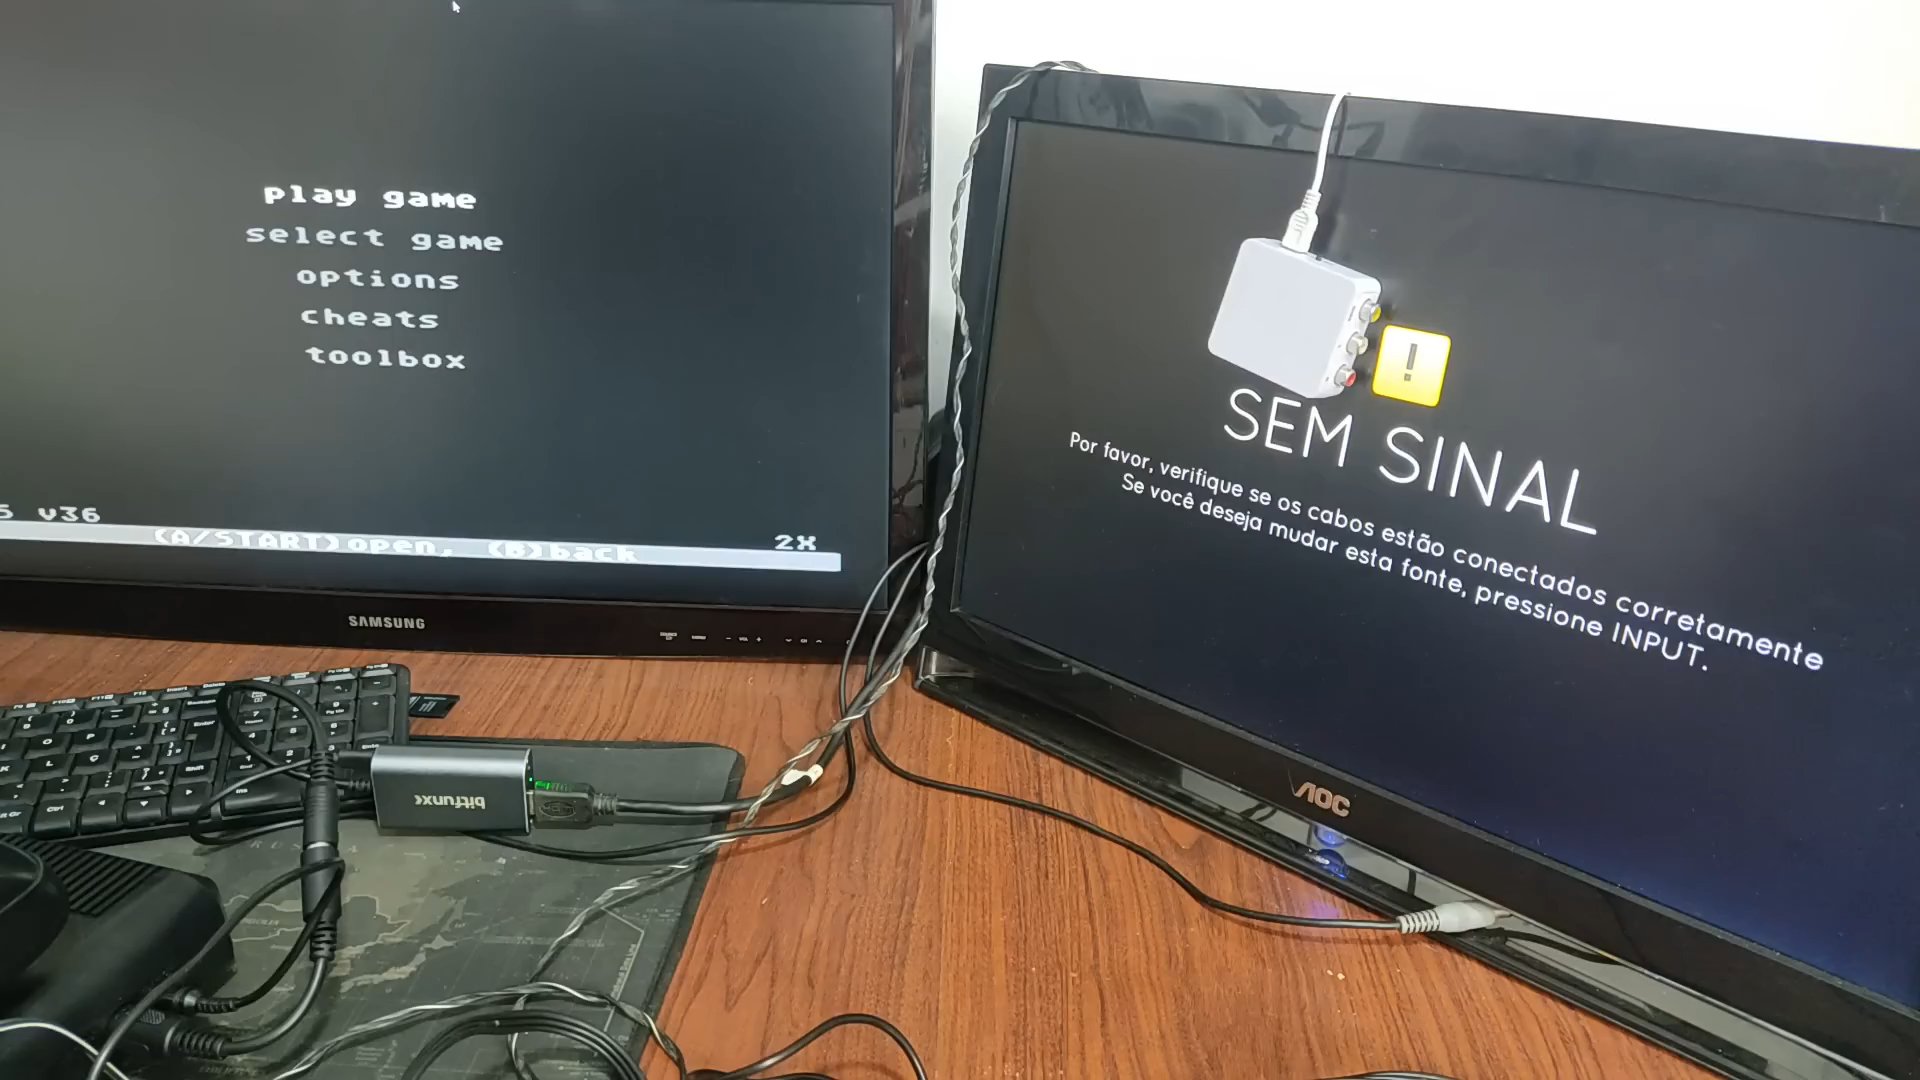 play game
select game
options
cheats
toolbox
v36
(A/START)open, (B)back
2X
SAMSUNG
SEM SINAL
Por favor, verifique se os cabos estão conectados corretamente
Se você deseja mudar esta fonte, pressione INPUT.
AOC
bitfunx